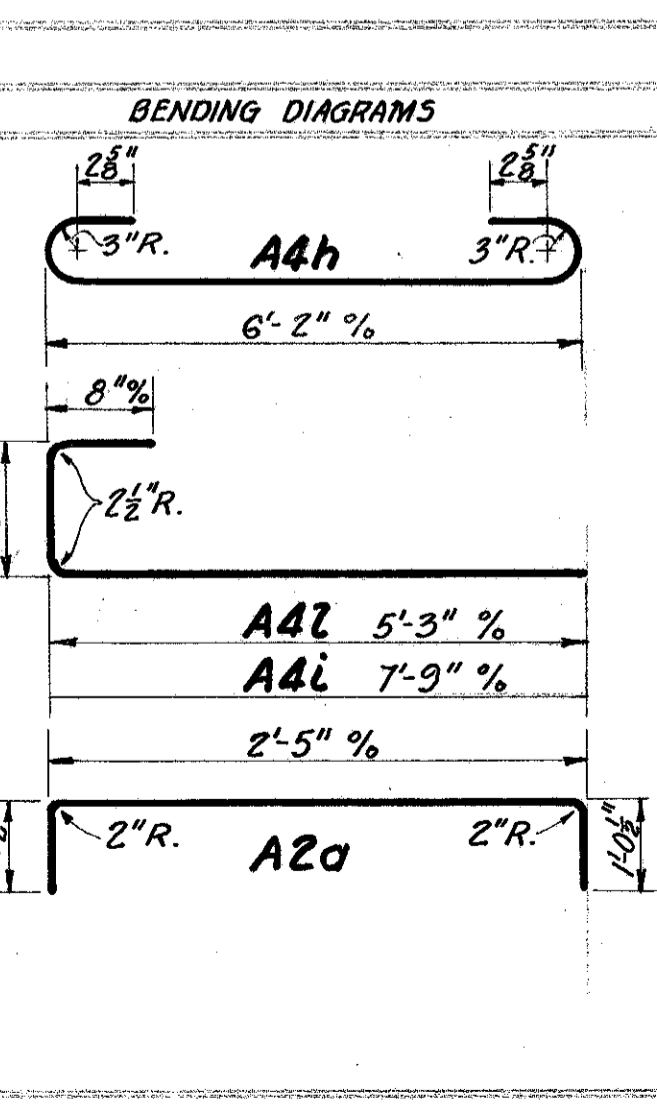 BENDING DIAGRAMS
2 5/8" 2 5/8"
3"R. A4h 3"R.
6'-2" %
8"%
2 1/2"R.
A4l 5'-3" %
A4i 7'-9" %
2'-5" %
2"R. A2a 2"R. 1'-0 1/2"